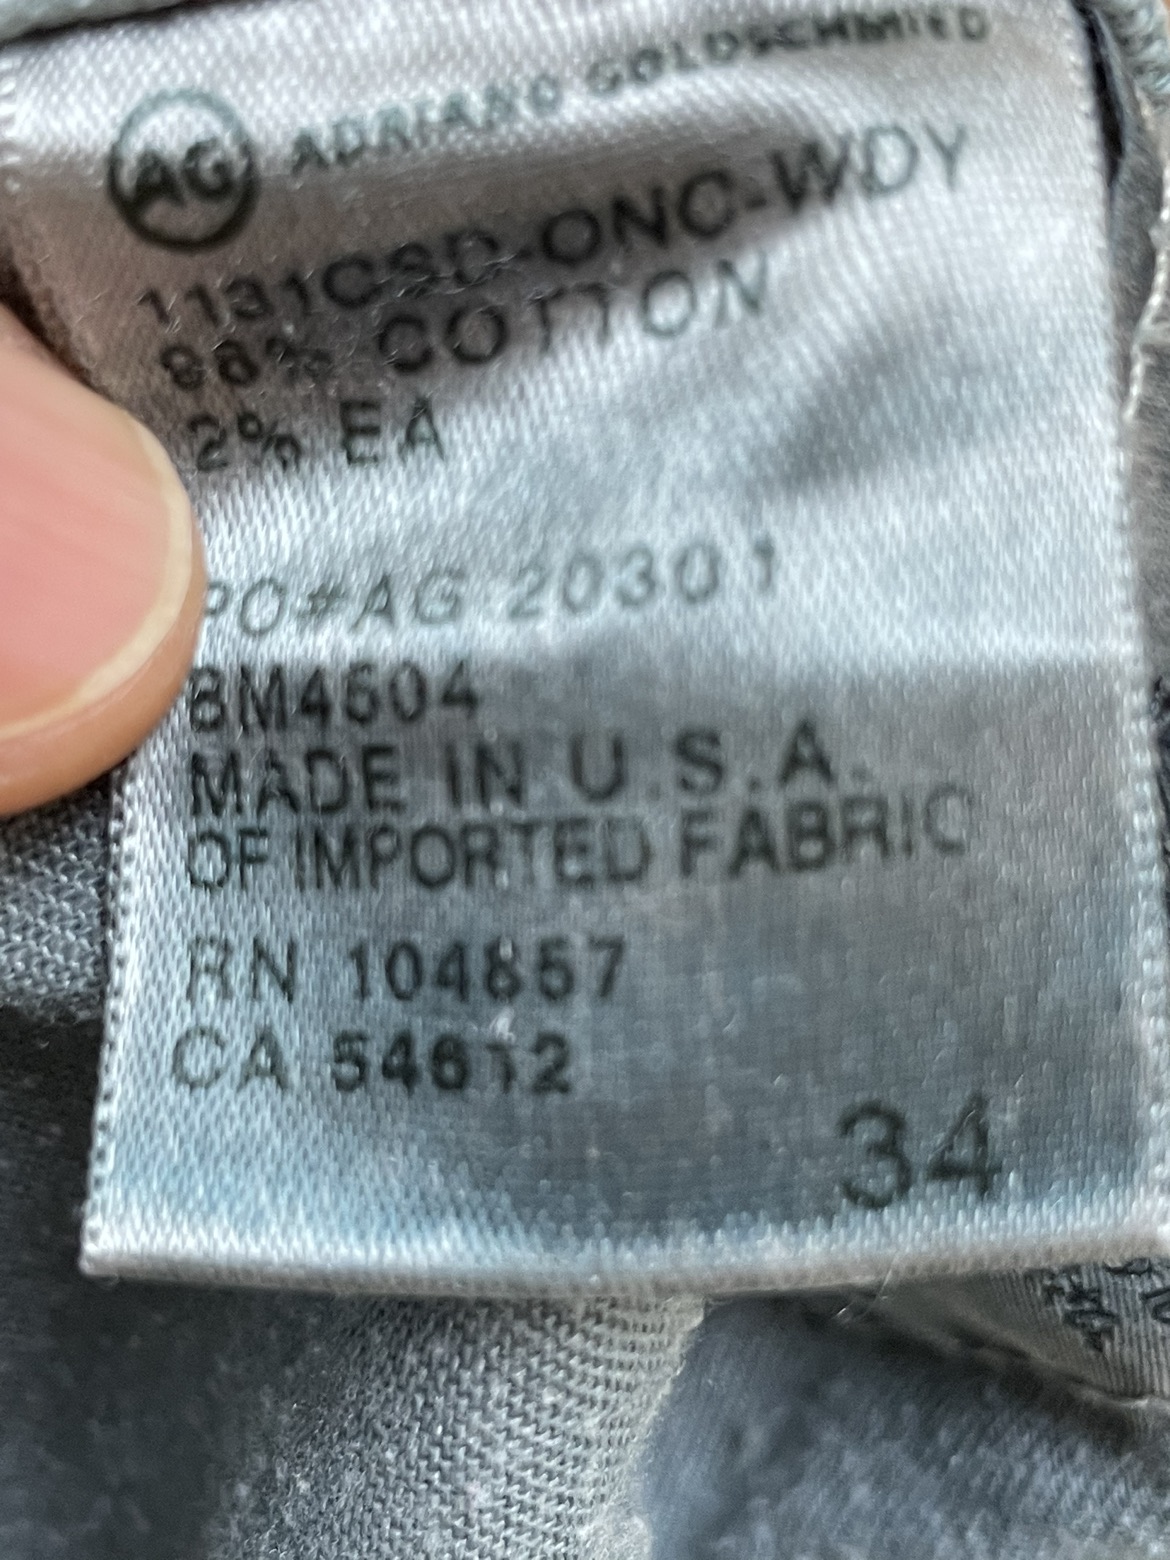 AG ADRIANO GOLDSCHMIED
1131CSD-ONC-WDY
98% COTTON
2% EA
PO#AG 20301
BM4604
MADE IN U.S.A.
OF IMPORTED FABRIC
RN 104857
CA 54612
34